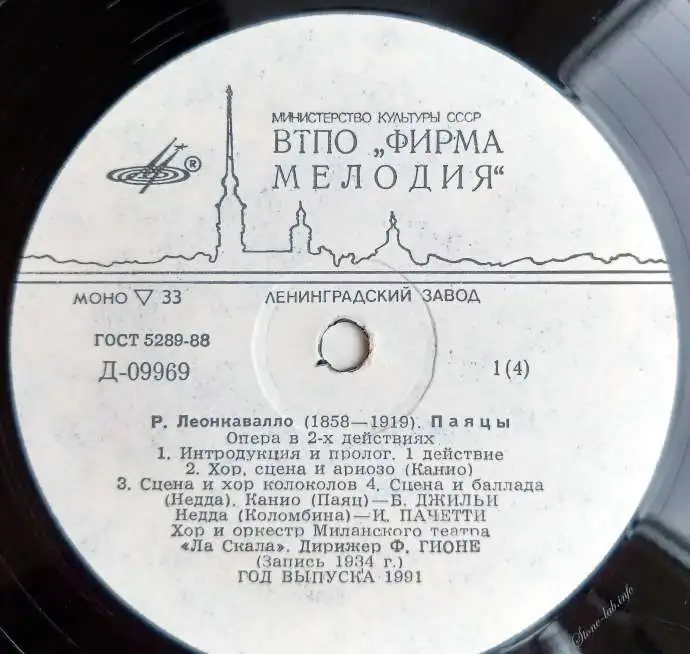 МИНИСТЕРСТВО КУЛЬТУРЫ СССР
ВТПО „ФИРМА
МЕЛОДИЯ“
®
МОНО ▽ 33 ЛЕНИНГРАДСКИЙ ЗАВОД
ГОСТ 5289-88
Д-09969 1(4)
Р. Леонкавалло (1858—1919). Паяцы
Опера в 2-х действиях
1. Интродукция и пролог. 1 действие
2. Хор, сцена и ариозо (Канио)
3. Сцена и хор колоколов 4. Сцена и баллада
(Недда). Канио (Паяц)—Б. ДЖИЛЬИ
Недда (Коломбина)—И. ПАЧЕТТИ
Хор и оркестр Миланского театра
«Ла Скала». Дирижер Ф. ГИОНЕ
(Запись 1934 г.)
ГОД ВЫПУСКА 1991
Stone-lab.info